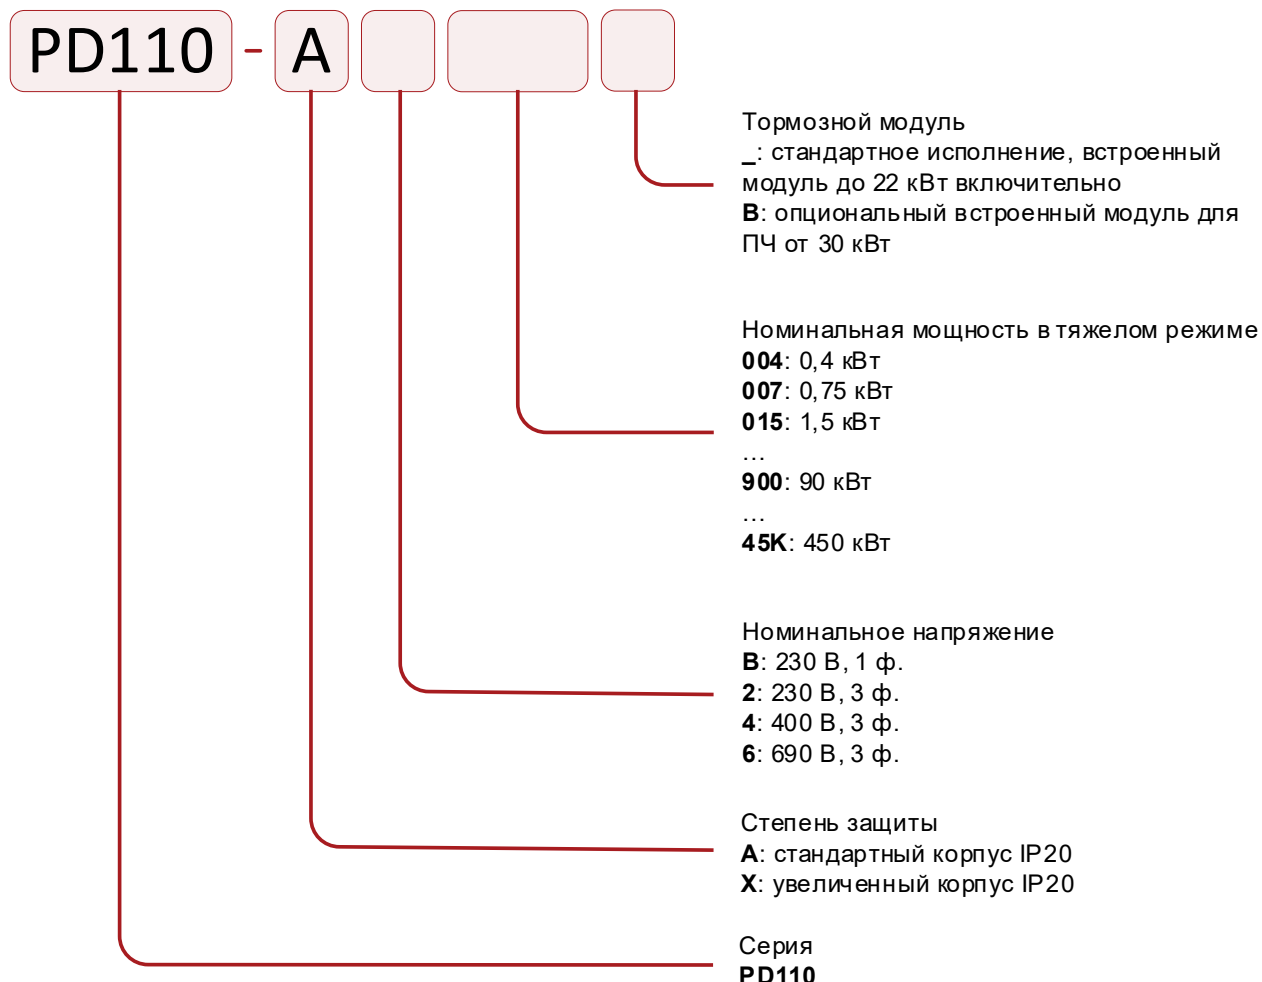 PD110 - A
Тормозной модуль
_: стандартное исполнение, встроенный
модуль до 22 кВт включительно
B: опциональный встроенный модуль для
ПЧ от 30 кВт
Номинальная мощность в тяжелом режиме
004: 0,4 кВт
007: 0,75 кВт
015: 1,5 кВт
...
900: 90 кВт
...
45K: 450 кВт
Номинальное напряжение
B: 230 В, 1 ф.
2: 230 В, 3 ф.
4: 400 В, 3 ф.
6: 690 В, 3 ф.
Степень защиты
A: стандартный корпус IP20
X: увеличенный корпус IP20
Серия
PD110